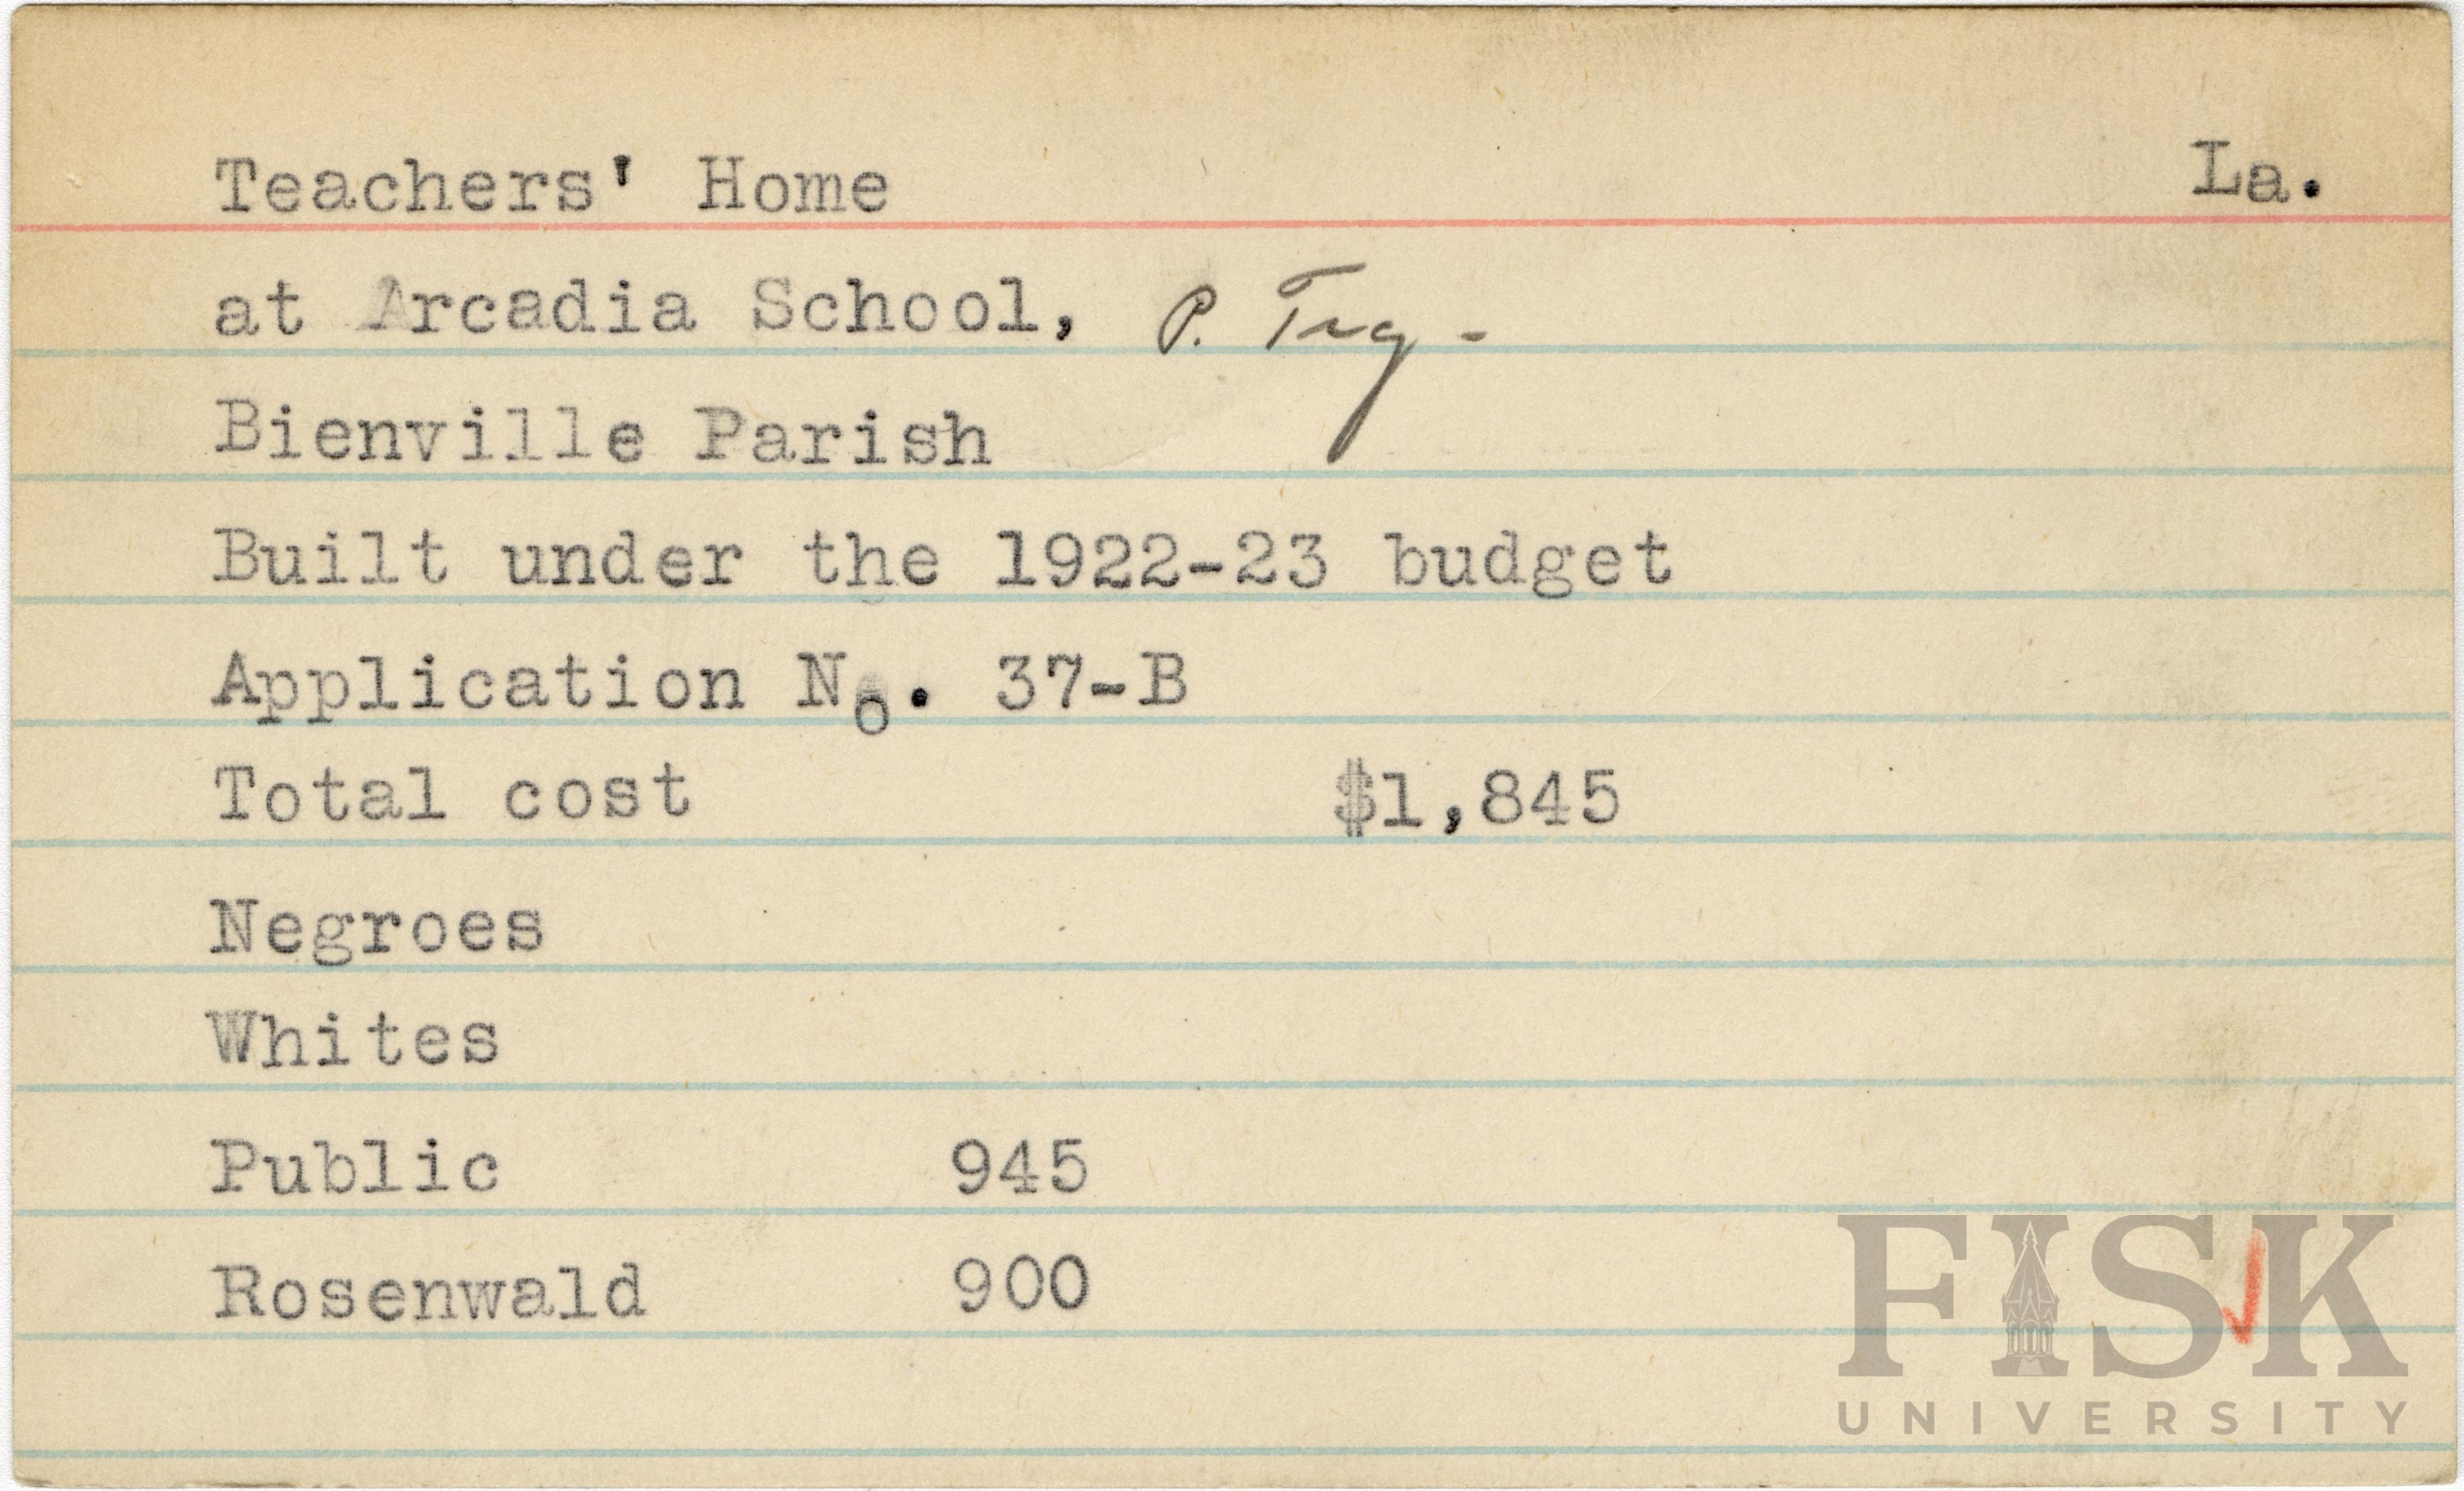 Teachers' Home La.
at Arcadia School, P. Trg.
Bienville Parish
Built under the 1922-23 budget
Application No. 37-B
Total cost $1,845
Negroes
Whites
Public 945
Rosenwald 900
FISK
UNIVERSITY